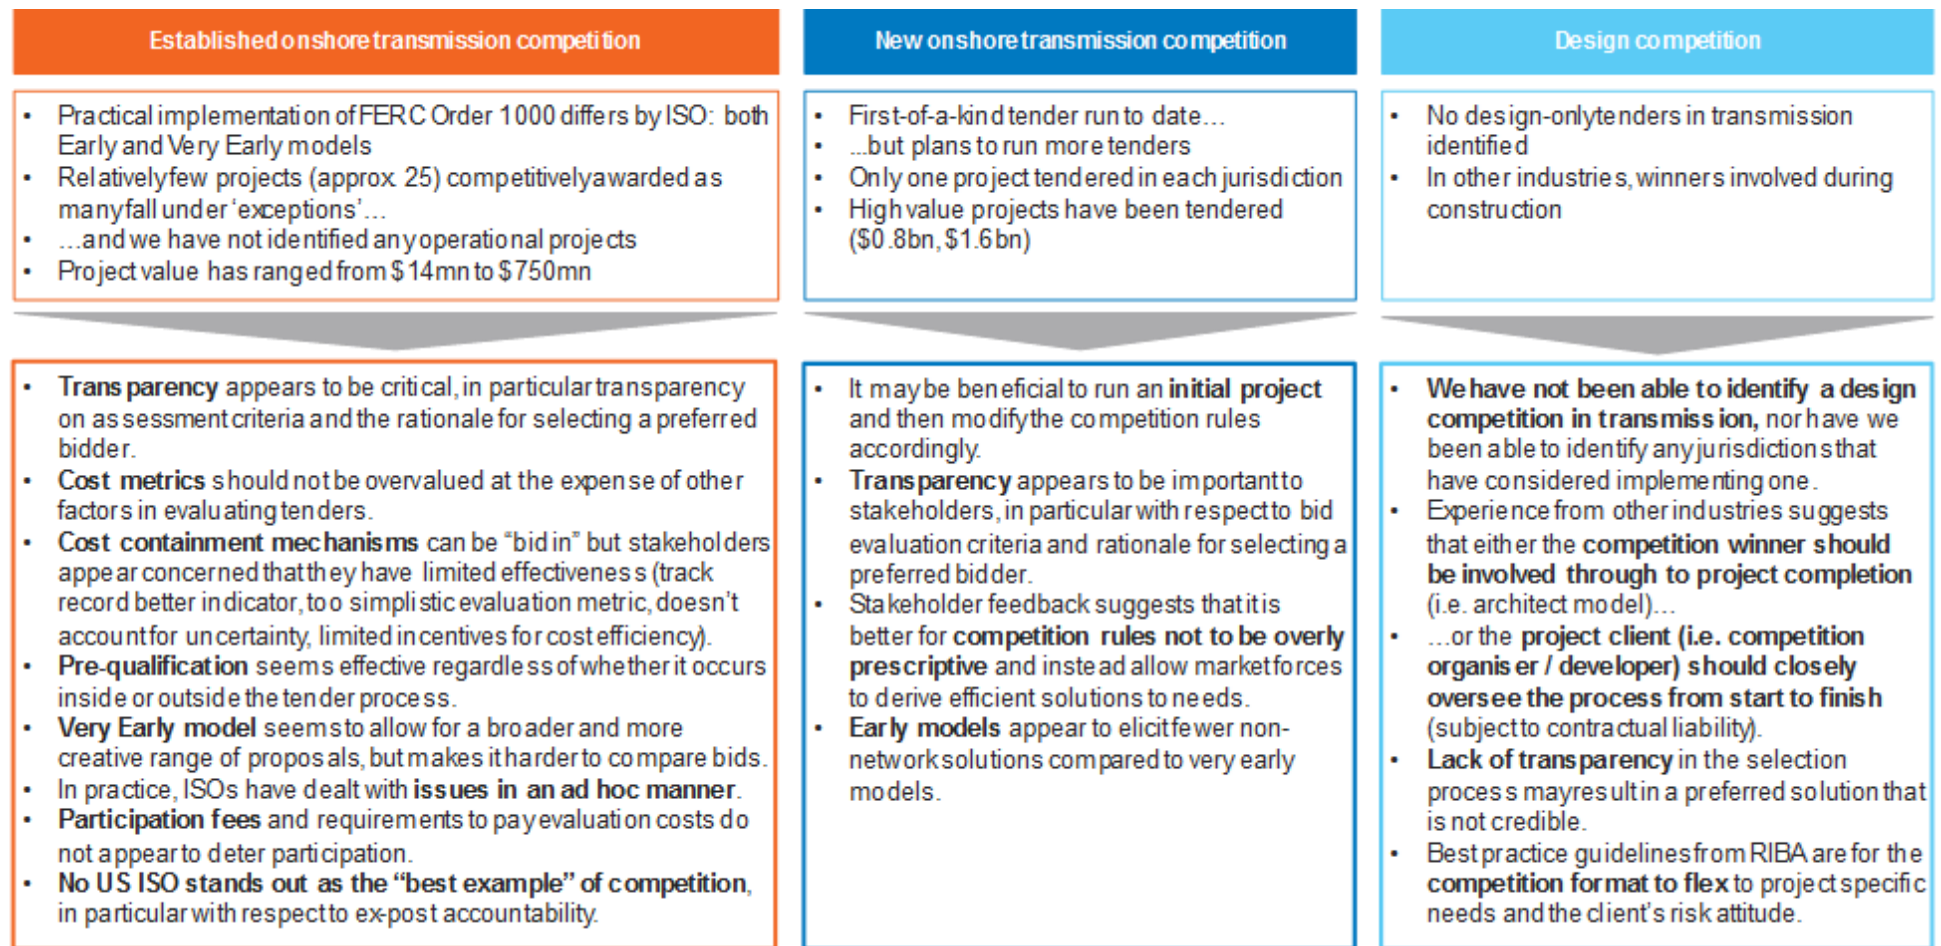 Established onshore transmission competition
• Practical implementation of FERC Order 1000 differs by ISO: both
Early and Very Early models
• Relatively few projects (approx. 25) competitively awarded as
many fall under ‘exceptions’…
• …and we have not identified any operational projects
• Project value has ranged from $14mn to $750mn
• Transparency appears to be critical, in particular transparency
on assessment criteria and the rationale for selecting a preferred
bidder.
• Cost metrics should not be overvalued at the expense of other
factors in evaluating tenders.
• Cost containment mechanisms can be “bid in” but stakeholders
appear concerned that they have limited effectiveness (track
record better indicator, too simplistic evaluation metric, doesn’t
account for uncertainty, limited incentives for cost efficiency).
• Pre-qualification seems effective regardless of whether it occurs
inside or outside the tender process.
• Very Early model seems to allow for a broader and more
creative range of proposals, but makes it harder to compare bids.
• In practice, ISOs have dealt with issues in an ad hoc manner.
• Participation fees and requirements to pay evaluation costs do
not appear to deter participation.
• No US ISO stands out as the “best example” of competition,
in particular with respect to ex-post accountability.
New onshore transmission competition
• First-of-a-kind tender run to date…
• ...but plans to run more tenders
• Only one project tendered in each jurisdiction
• High value projects have been tendered
($0.8bn, $1.6bn)
• It may be beneficial to run an initial project
and then modify the competition rules
accordingly.
• Transparency appears to be important to
stakeholders, in particular with respect to bid
evaluation criteria and rationale for selecting a
preferred bidder.
• Stakeholder feedback suggests that it is
better for competition rules not to be overly
prescriptive and instead allow market forces
to derive efficient solutions to needs.
• Early models appear to elicit fewer non-
network solutions compared to very early
models.
Design competition
• No design-only tenders in transmission
identified
• In other industries, winners involved during
construction
• We have not been able to identify a design
competition in transmission, nor have we
been able to identify any jurisdictions that
have considered implementing one.
• Experience from other industries suggests
that either the competition winner should
be involved through to project completion
(i.e. architect model)…
• …or the project client (i.e. competition
organiser / developer) should closely
oversee the process from start to finish
(subject to contractual liability).
• Lack of transparency in the selection
process may result in a preferred solution that
is not credible.
• Best practice guidelines from RIBA are for the
competition format to flex to project specific
needs and the client’s risk attitude.